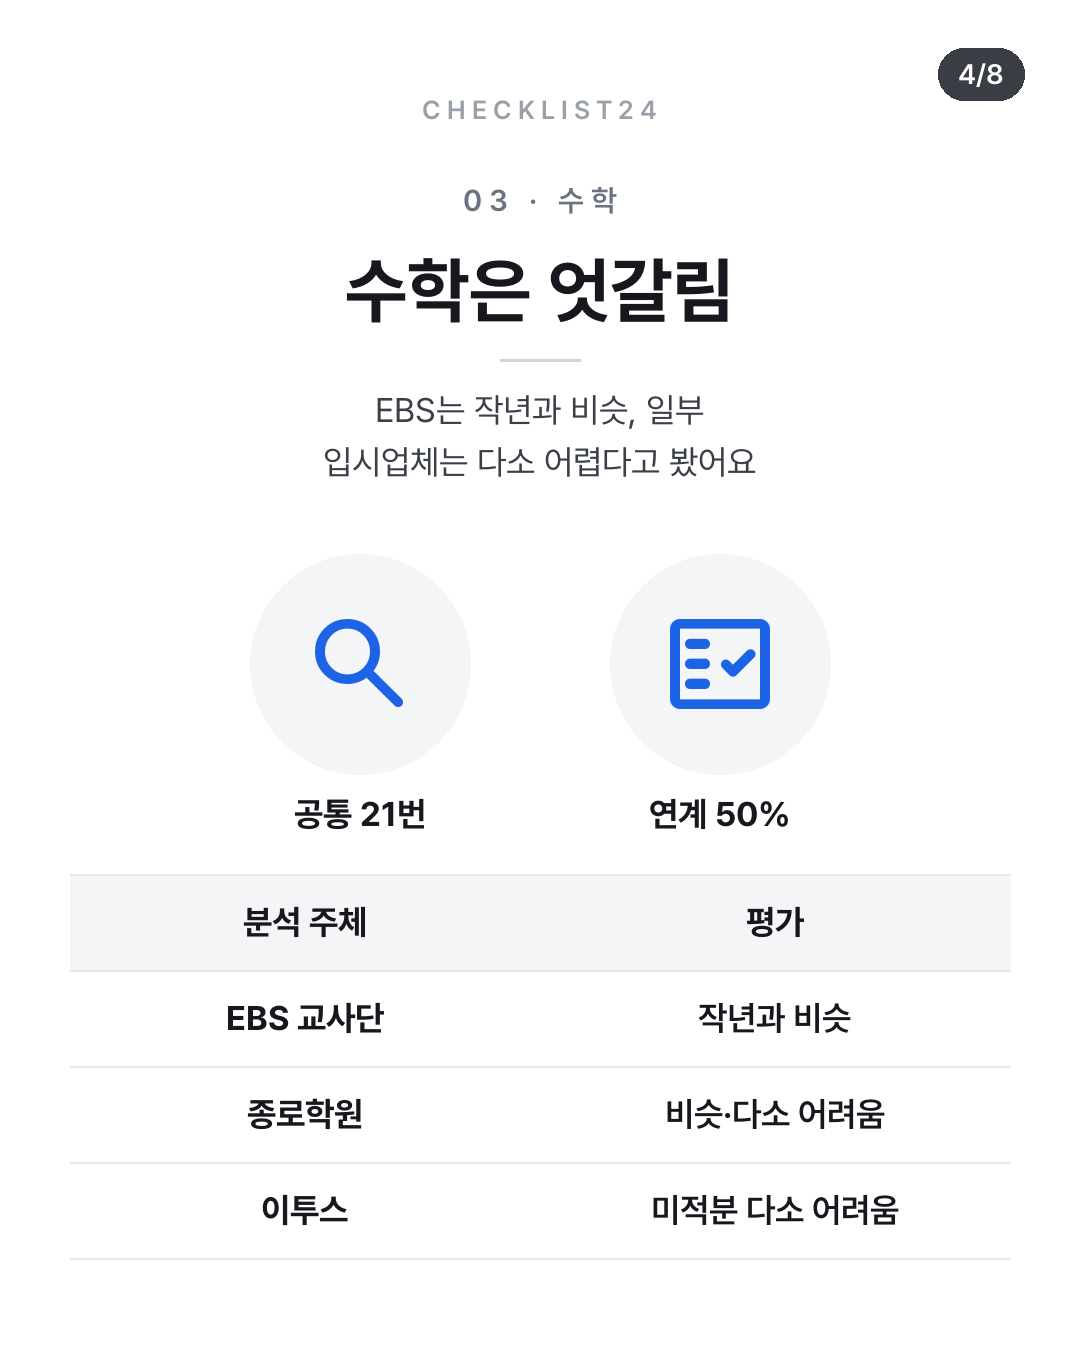 4/8
CHECKLIST24
03 · 수학
수학은 엇갈림
EBS는 작년과 비슷, 일부
입시업체는 다소 어렵다고 봤어요
공통 21번
연계 50%
분석 주체 평가
EBS 교사단 작년과 비슷
종로학원 비슷·다소 어려움
이투스 미적분 다소 어려움